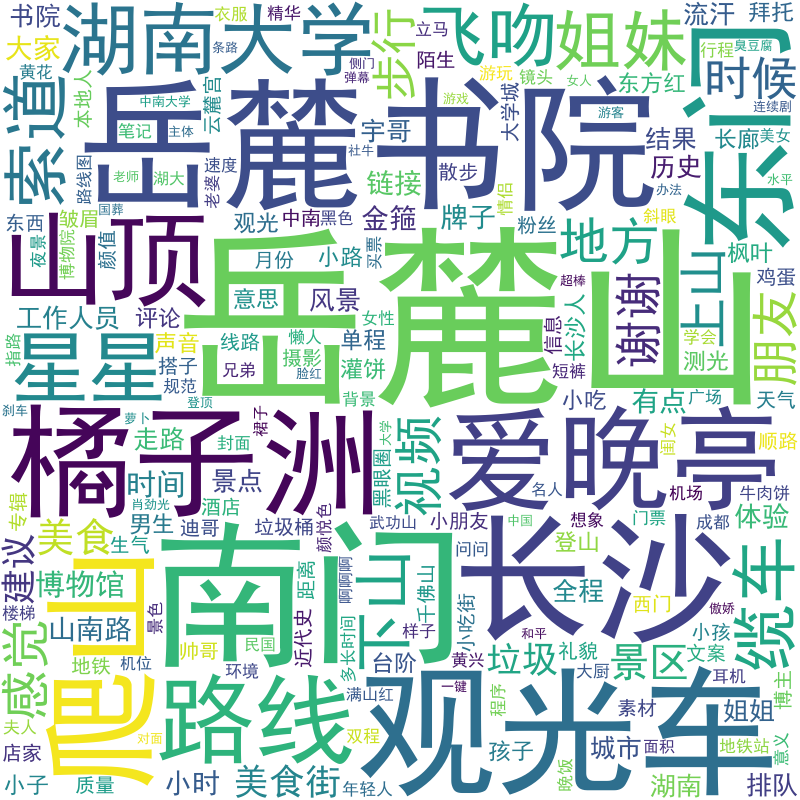 岳麓山
岳麓书院
南门
长沙
橘子洲
爱晚亭
观光车
爬山
路线
东门
山顶
星星
湖南大学
飞吻
姐妹
索道
缆车
下山
上山
视频
感觉
谢谢
地方
朋友
时候
步行
美食
建议
景区
垃圾
美食街
博物馆
山南路
时间
景点
走路
链接
金箍
牌子
宇哥
结果
历史
风景
意思
工作人员
评论
声音
有点
体验
登山
全程
小吃
单程
灌饼
摄影
散步
大家
书院
衣服
精华
条路
立马
侧门
弹幕
陌生
流汗
拜托
行程
臭豆腐
游玩
镜头
女人
东方红
大学城
连续剧
长廊
美女
游戏
游客
水平
黄花
本地人
中南大学
云麓宫
笔记
主体
社牛
路线图
老师
湖大
老婆
速度
国葬
东西
皱眉
夜景
博物院
颜值
观光
中南
黑色
月份
小路
买票
情侣
粉丝
斜眼
办法
枫叶
鸡蛋
超棒
信息
长沙人
短裤
学会
测光
广场
天气
线路
懒人
女性
指路
搭子
兄弟
脸红
规范
登顶
背景
刹车
萝卜
裙子
封面
大学
专辑
男生
生气
酒店
肖劲光
迪哥
垃圾桶
颜悦色
黑眼圈
武功山
小朋友
名人
闺女
顺路
机场
牛肉饼
想象
门票
成都
中国
问问
楼梯
景色
距离
啊啊啊
千佛山
西门
傲娇
小孩
文案
地铁
机位
帅哥
民国
近代史
多长时间
样子
台阶
小吃街
和平
黄兴
礼貌
大厨
耳机
博主
环境
满山红
一键
程序
夫人
对面
店家
小子
质量
小时
双程
年轻人
孩子
晚饭
城市
素材
姐姐
面积
湖南
地铁站
意义
排队